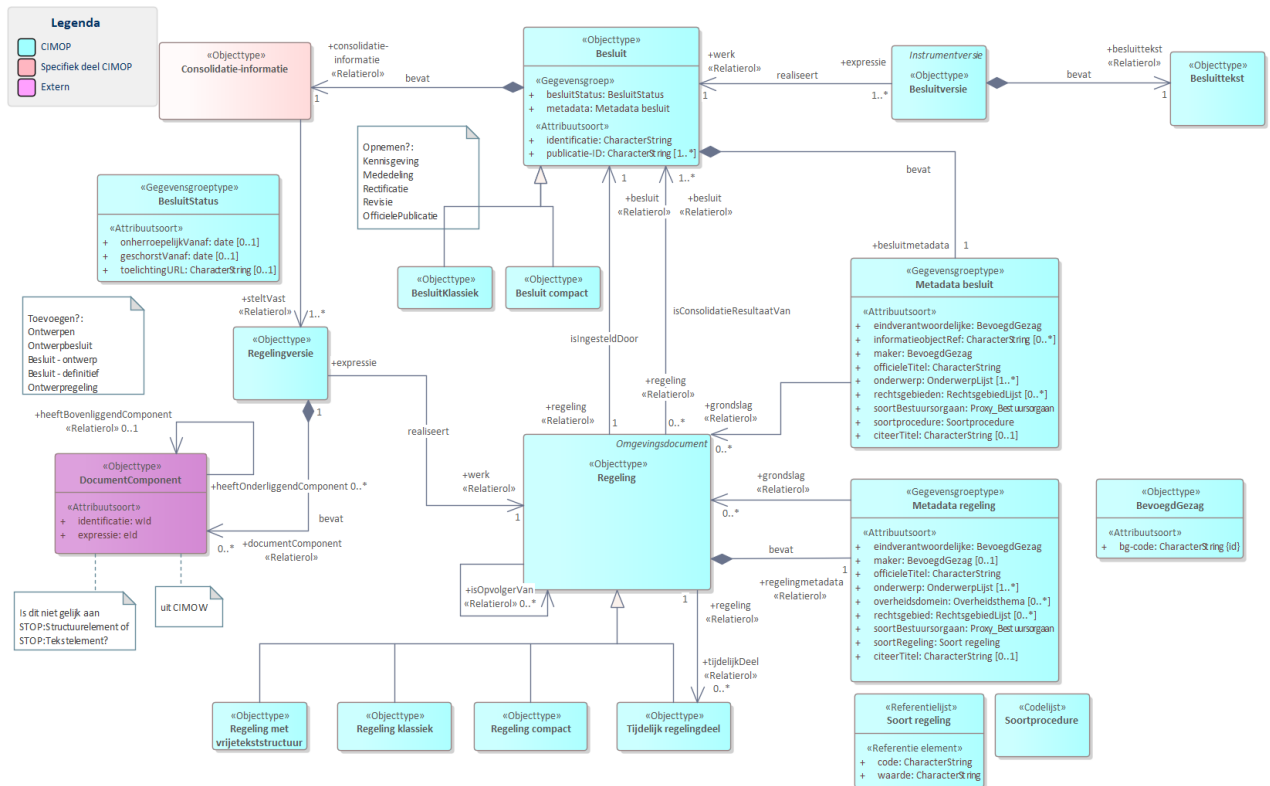 Legenda
CIMOP
Specifiek deel CIMOP
Extern
«Objecttype»
Consolidatie-informatie
+consolidatie-
informatie
«Relatierol»
1
bevat
«Objecttype»
Besluit
«Gegevensgroep»
+ besluitStatus: BesluitStatus
+ metadata: Metadata besluit
«Attribuutsoort»
+ identificatie: CharacterString
+ publicatie-ID: CharacterString [1..*]
+werk
«Relatierol»
1
realiseert
+expressie
1..*
Instrumentversie
«Objecttype»
Besluitversie
bevat
+besluittekst
«Relatierol»
1
«Objecttype»
Besluittekst
Opnemen?:
Kennisgeving
Mededeling
Rectificatie
Revisie
OfficielePublicatie
«Gegevensgroeptype»
BesluitStatus
«Attribuutsoort»
+ onherroepelijkVanaf: date [0..1]
+ geschorstVanaf: date [0..1]
+ toelichtingURL: CharacterString [0..1]
«Objecttype»
BesluitKlassiek
«Objecttype»
Besluit compact
1
+besluit
«Relatierol»
1..*
+besluit
«Relatierol»
bevat
+besluitmetadata
1
«Gegevensgroeptype»
Metadata besluit
«Attribuutsoort»
+ eindverantwoordelijke: BevoegdGezag
+ informatieobjectRef: CharacterString [0..*]
+ maker: BevoegdGezag
+ officieleTitel: CharacterString
+ onderwerp: OnderwerpLijst [1..*]
+ rechtsgebieden: RechtsgebiedLijst [0..*]
+ soortBestuursorgaan: Proxy_Bestuursorgaan
+ soortprocedure: Soortprocedure
+ citeerTitel: CharacterString [0..1]
Toevoegen?:
Ontwerpen
Ontwerpbesluit
Besluit - ontwerp
Besluit - definitief
Ontwerpregeling
+steltVast
«Relatierol»
1..*
«Objecttype»
Regelingversie
+expressie
1
isIngesteldDoor
isConsolidatieResultaatVan
+regeling
«Relatierol»
1
+regeling
«Relatierol»
0..*
+grondslag
«Relatierol»
0..*
realiseert
+heeftBovenliggendComponent
«Relatierol» 0..1
«Objecttype»
DocumentComponent
«Attribuutsoort»
+ identificatie: wId
+ expressie: eId
+heeftOnderliggendComponent 0..*
bevat
0..*
+documentComponent
«Relatierol»
Omgevingsdocument
«Objecttype»
Regeling
+werk
«Relatierol»
1
+grondslag
«Relatierol»
0..*
bevat
1
+regelingmetadata
«Relatierol»
«Gegevensgroeptype»
Metadata regeling
«Attribuutsoort»
+ eindverantwoordelijke: BevoegdGezag
+ maker: BevoegdGezag [0..1]
+ officieleTitel: CharacterString
+ onderwerp: OnderwerpLijst [1..*]
+ overheidsdomein: Overheidsthema [0..*]
+ rechtsgebied: RechtsgebiedLijst [0..*]
+ soortBestuursorgaan: Proxy_Bestuursorgaan
+ soortRegeling: Soort regeling
+ citeerTitel: CharacterString [0..1]
«Objecttype»
BevoegdGezag
«Attribuutsoort»
+ bg-code: CharacterString {id}
Is dit niet gelijk aan
STOP:Structuurelement of
STOP:Tekstelement?
uit CIMOW
+isOpvolgerVan
«Relatierol» 0..*
1
+regeling
«Relatierol»
+tijdelijkDeel
«Relatierol»
0..*
«Objecttype»
Regeling met
vrijetekststructuur
«Objecttype»
Regeling klassiek
«Objecttype»
Regeling compact
«Objecttype»
Tijdelijk regelingdeel
«Referentielijst»
Soort regeling
«Referentie element»
+ code: CharacterString
+ waarde: CharacterString
«Codelijst»
Soortprocedure